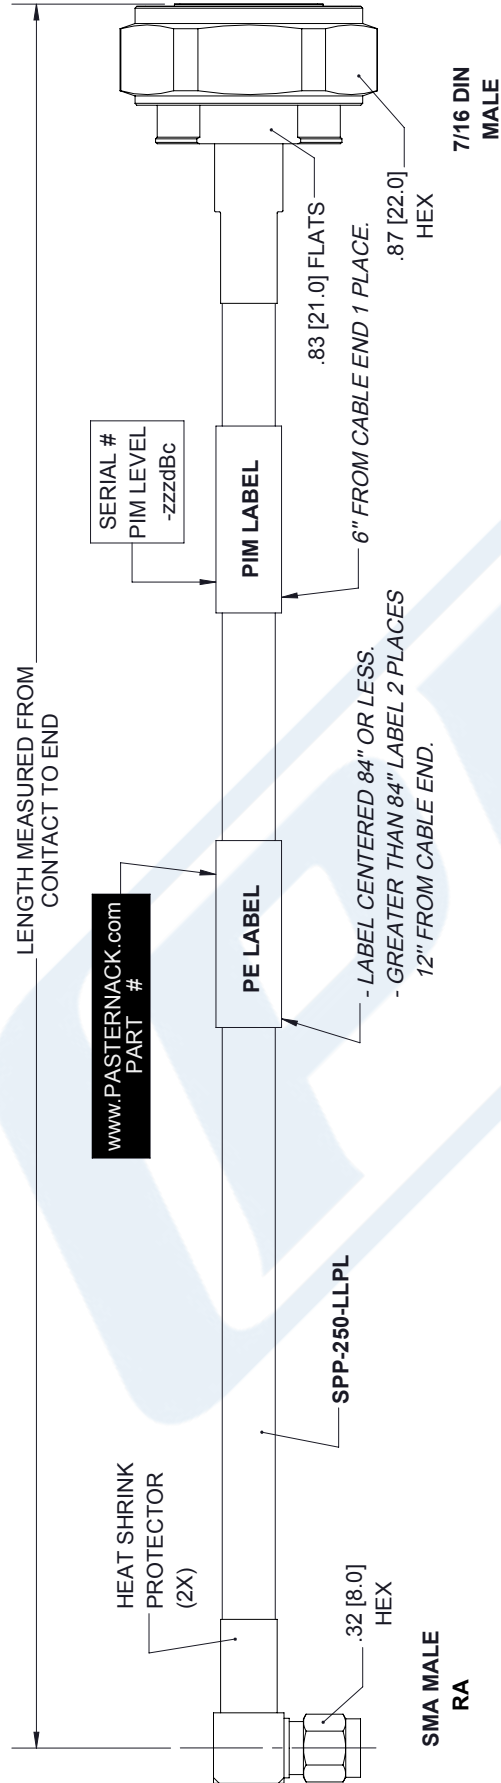 LENGTH MEASURED FROM
CONTACT TO END
HEAT SHRINK
PROTECTOR
(2X)
www.PASTERNACK.com
PART #
SERIAL #
PIM LEVEL
-zzzdBc
PE LABEL
PIM LABEL
.32 [8.0]
HEX
SMA MALE
RA
SPP-250-LLPL
- LABEL CENTERED 84" OR LESS.
- GREATER THAN 84" LABEL 2 PLACES
12" FROM CABLE END.
6" FROM CABLE END 1 PLACE.
.83 [21.0] FLATS
.87 [22.0]
HEX
7/16 DIN
MALE